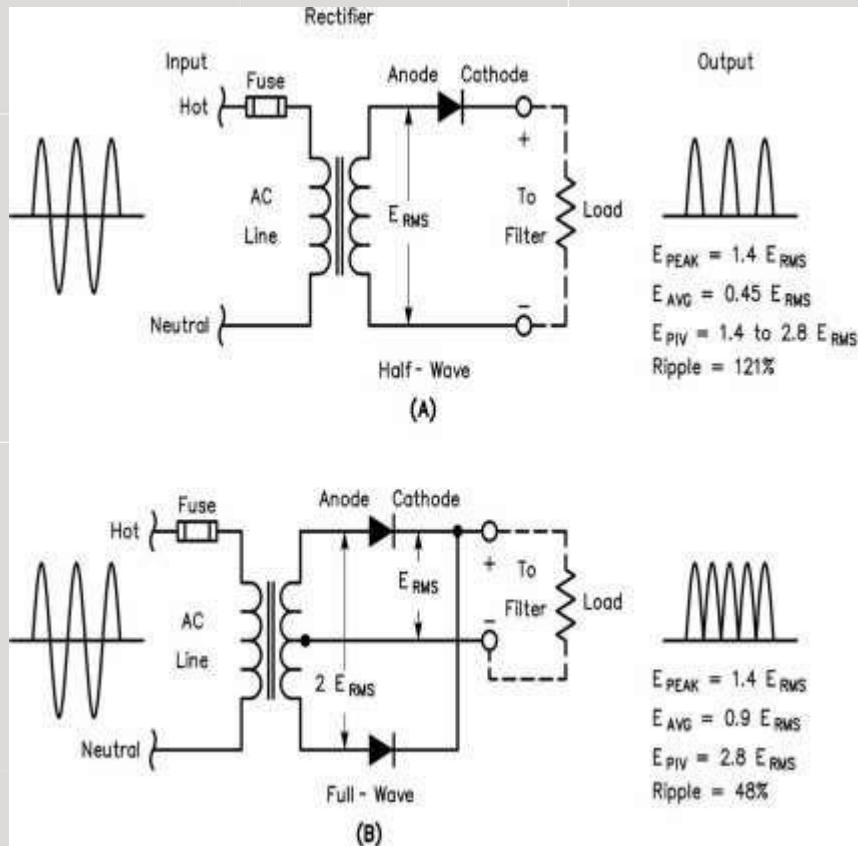 Rectifier
Input
Fuse
Hot
Anode Cathode
Output
+
AC
Line
E RMS
To
Filter
Load
−
Neutral
E PEAK = 1.4 E RMS
E AVG = 0.45 E RMS
E PIV = 1.4 to 2.8 E RMS
Ripple = 121%
Half - Wave
(A)
Fuse
Hot
Anode Cathode
+
AC
Line
E RMS
2 E RMS
To
Filter
Load
−
Neutral
E PEAK = 1.4 E RMS
E AVG = 0.9 E RMS
E PIV = 2.8 E RMS
Ripple = 48%
Full - Wave
(B)